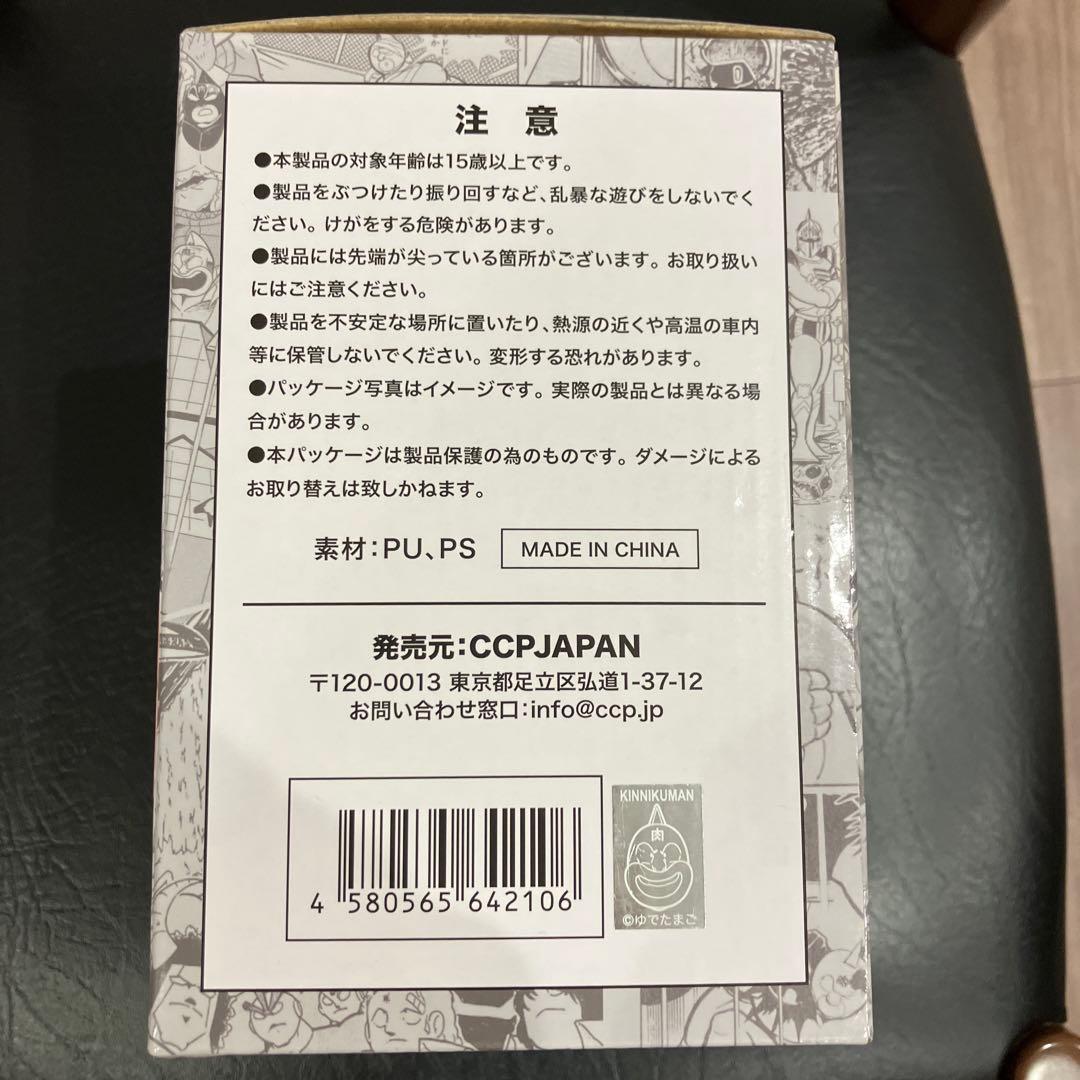 注 意
●本製品の対象年齢は15歳以上です。
●製品をぶつけたり振り回すなど、乱暴な遊びをしないでく
ださい。けがをする危険があります。
●製品には先端が尖っている箇所がございます。お取り扱い
にはご注意ください。
●製品を不安定な場所に置いたり、熱源の近くや高温の車内
等に保管しないでください。変形する恐れがあります。
●パッケージ写真はイメージです。実際の製品とは異なる場
合があります。
●本パッケージは製品保護の為のものです。ダメージによる
お取り替えは致しかねます。
素材：PU、PS
MADE IN CHINA
発売元：CCPJAPAN
〒120-0013 東京都足立区弘道1-37-12
お問い合わせ窓口：info@ccp.jp
4 580565 642106
KINNIKUMAN
肉
©ゆでたまご